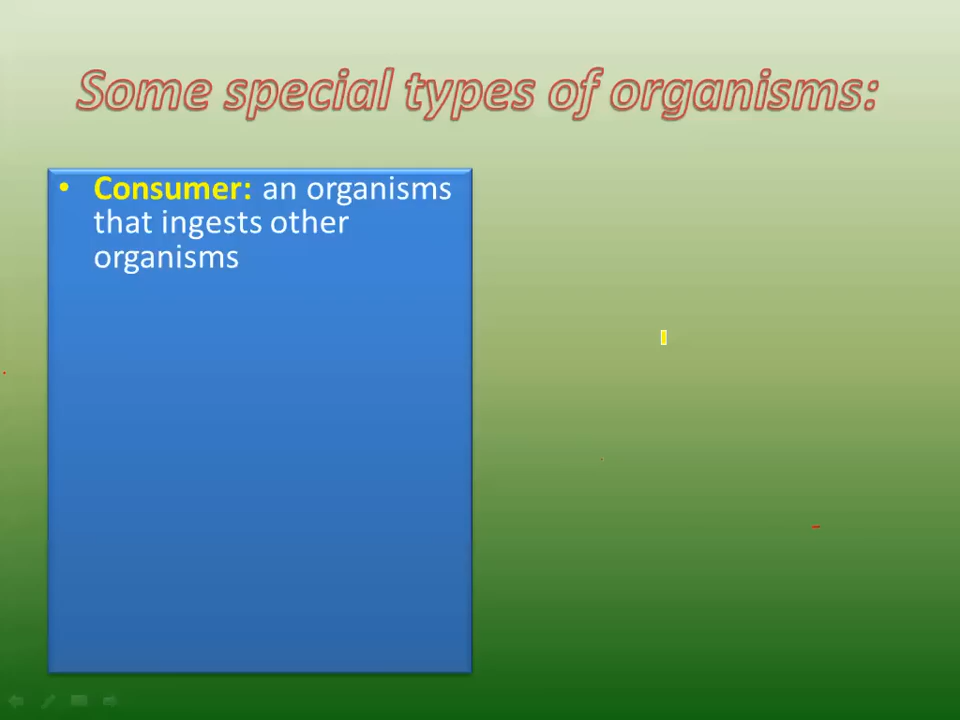 Some special types of organisms:
• Consumer: an organisms
that ingests other
organisms